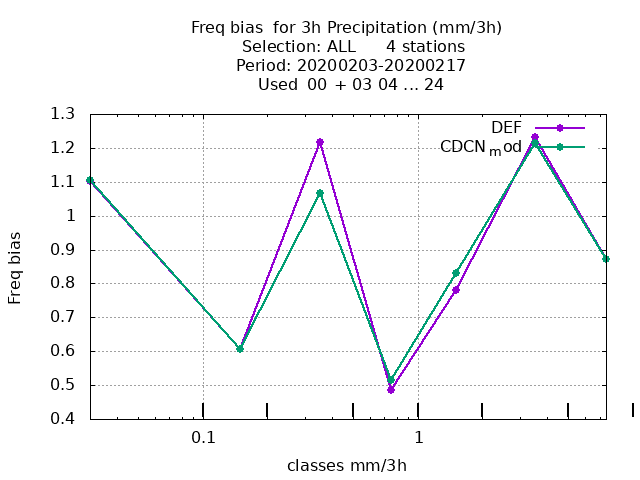 Freq bias  for 3h Precipitation (mm/3h)
Selection: ALL      4 stations
Period: 20200203-20200217
Used  00  + 03 04 ... 24
DEF
CDCN_mod
1.3
1.2
1.1
1
0.9
0.8
0.7
0.6
0.5
0.4
Freq bias
0.1
1
classes mm/3h